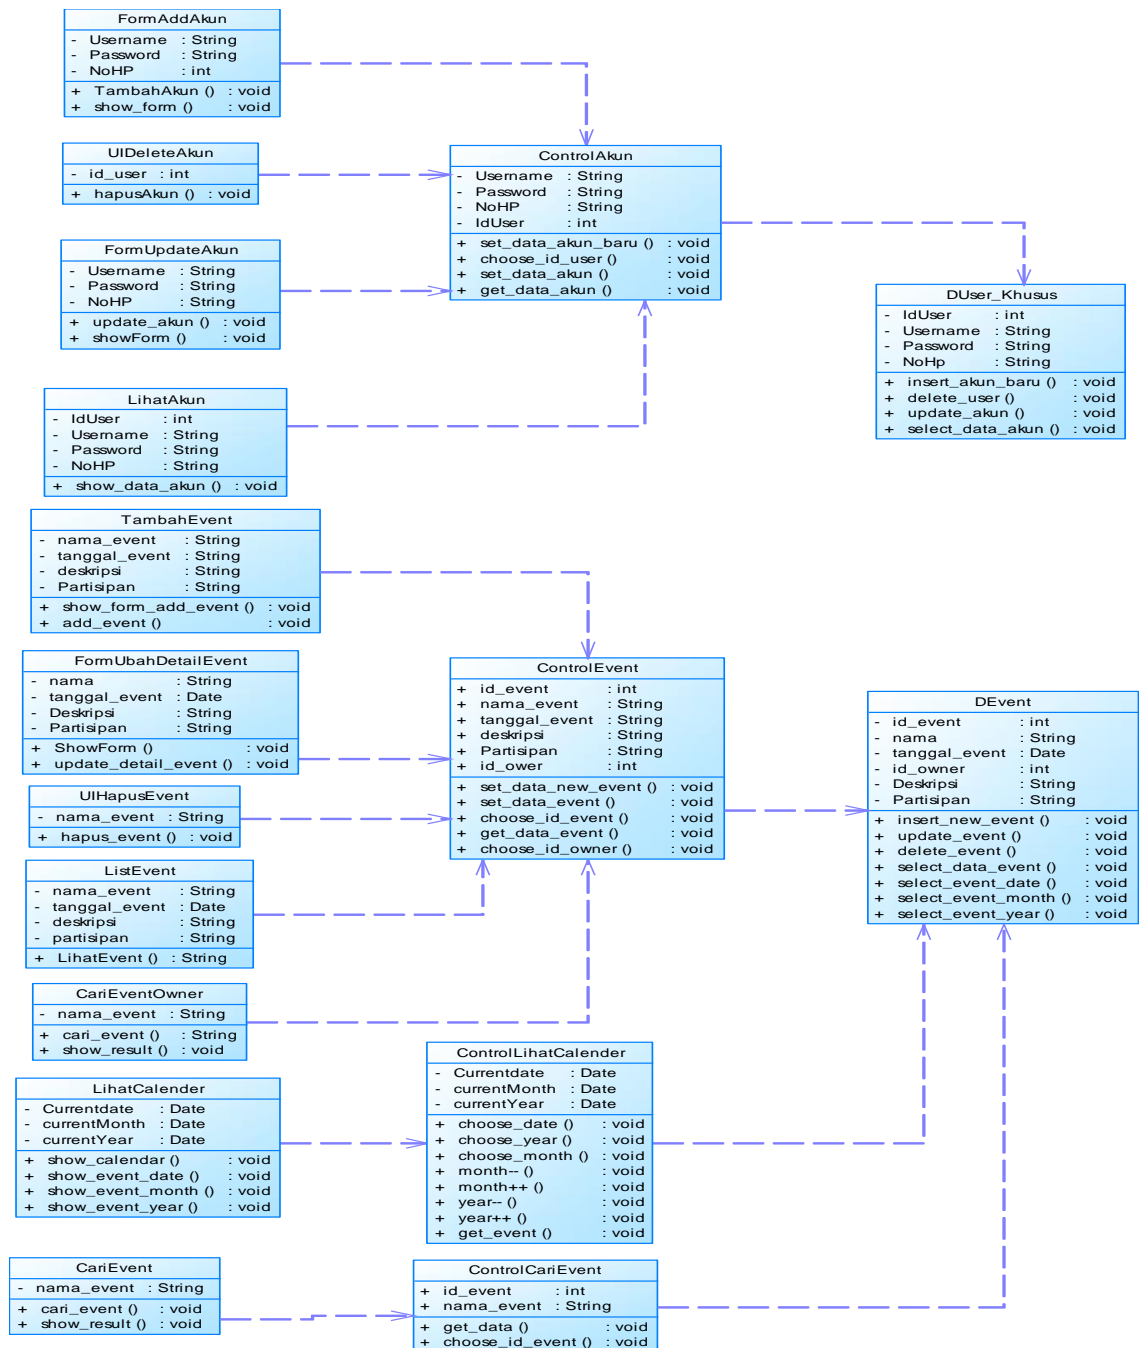 FormAddAkun
- Username : String
- Password : String
- NoHP : int
+ TambahAkun () : void
+ show_form () : void
UIDeleteAkun
- id_user : int
+ hapusAkun () : void
FormUpdateAkun
- Username : String
- Password : String
- NoHP : String
+ update_akun () : void
+ showForm () : void
LihatAkun
- IdUser : int
- Username : String
- Password : String
- NoHP : String
+ show_data_akun () : void
ControlAkun
- Username : String
- Password : String
- NoHP : String
- IdUser : int
+ set_data_akun_baru () : void
+ choose_id_user () : void
+ set_data_akun () : void
+ get_data_akun () : void
DUser_Khusus
- IdUser : int
- Username : String
- Password : String
- NoHp : String
+ insert_akun_baru () : void
+ delete_user () : void
+ update_akun () : void
+ select_data_akun () : void
TambahEvent
- nama_event : String
- tanggal_event : String
- deskripsi : String
- Partisipan : String
+ show_form_add_event () : void
+ add_event () : void
FormUbahDetailEvent
- nama : String
- tanggal_event : Date
- Deskripsi : String
- Partisipan : String
+ ShowForm () : void
+ update_detail_event () : void
UIHapusEvent
- nama_event : String
+ hapus_event () : void
ListEvent
- nama_event : String
- tanggal_event : Date
- deskripsi : String
- partisipan : String
+ LihatEvent () : String
CariEventOwner
- nama_event : String
+ cari_event () : String
+ show_result () : void
ControlEvent
+ id_event : int
+ nama_event : String
+ tanggal_event : String
+ deskripsi : String
+ Partisipan : String
+ id_ower : int
+ set_data_new_event () : void
+ set_data_event () : void
+ choose_id_event () : void
+ get_data_event () : void
+ choose_id_owner () : void
DEvent
- id_event : int
- nama : String
- tanggal_event : Date
- id_owner : int
- Deskripsi : String
- Partisipan : String
+ insert_new_event () : void
+ update_event () : void
+ delete_event () : void
+ select_data_event () : void
+ select_event_date () : void
+ select_event_month () : void
+ select_event_year () : void
LihatCalender
- Currentdate : Date
- currentMonth : Date
- currentYear : Date
+ show_calendar () : void
+ show_event_date () : void
+ show_event_month () : void
+ show_event_year () : void
ControlLihatCalender
- Currentdate : Date
- currentMonth : Date
- currentYear : Date
+ choose_date () : void
+ choose_year () : void
+ choose_month () : void
+ month-- () : void
+ month++ () : void
+ year-- () : void
+ year++ () : void
+ get_event () : void
CariEvent
- nama_event : String
+ cari_event () : void
+ show_result () : void
ControlCariEvent
+ id_event : int
+ nama_event : String
+ get_data () : void
+ choose_id_event () : void